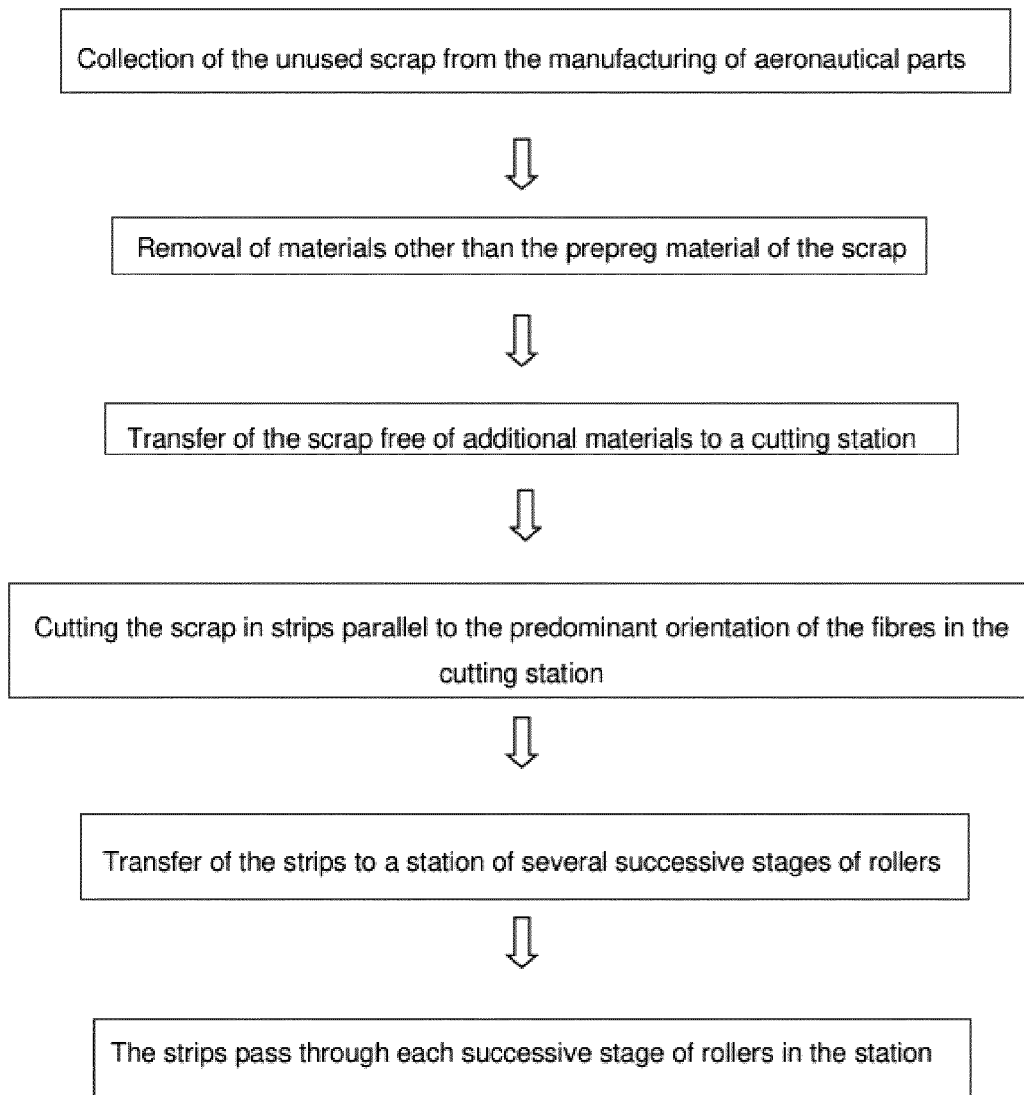 Collection of the unused scrap from the manufacturing of aeronautical parts
Removal of materials other than the prepreg material of the scrap
Transfer of the scrap free of additional materials to a cutting station
Cutting the scrap in strips parallel to the predominant orientation of the fibres in the
cutting station
Transfer of the strips to a station of several successive stages of rollers
The strips pass through each successive stage of rollers in the station